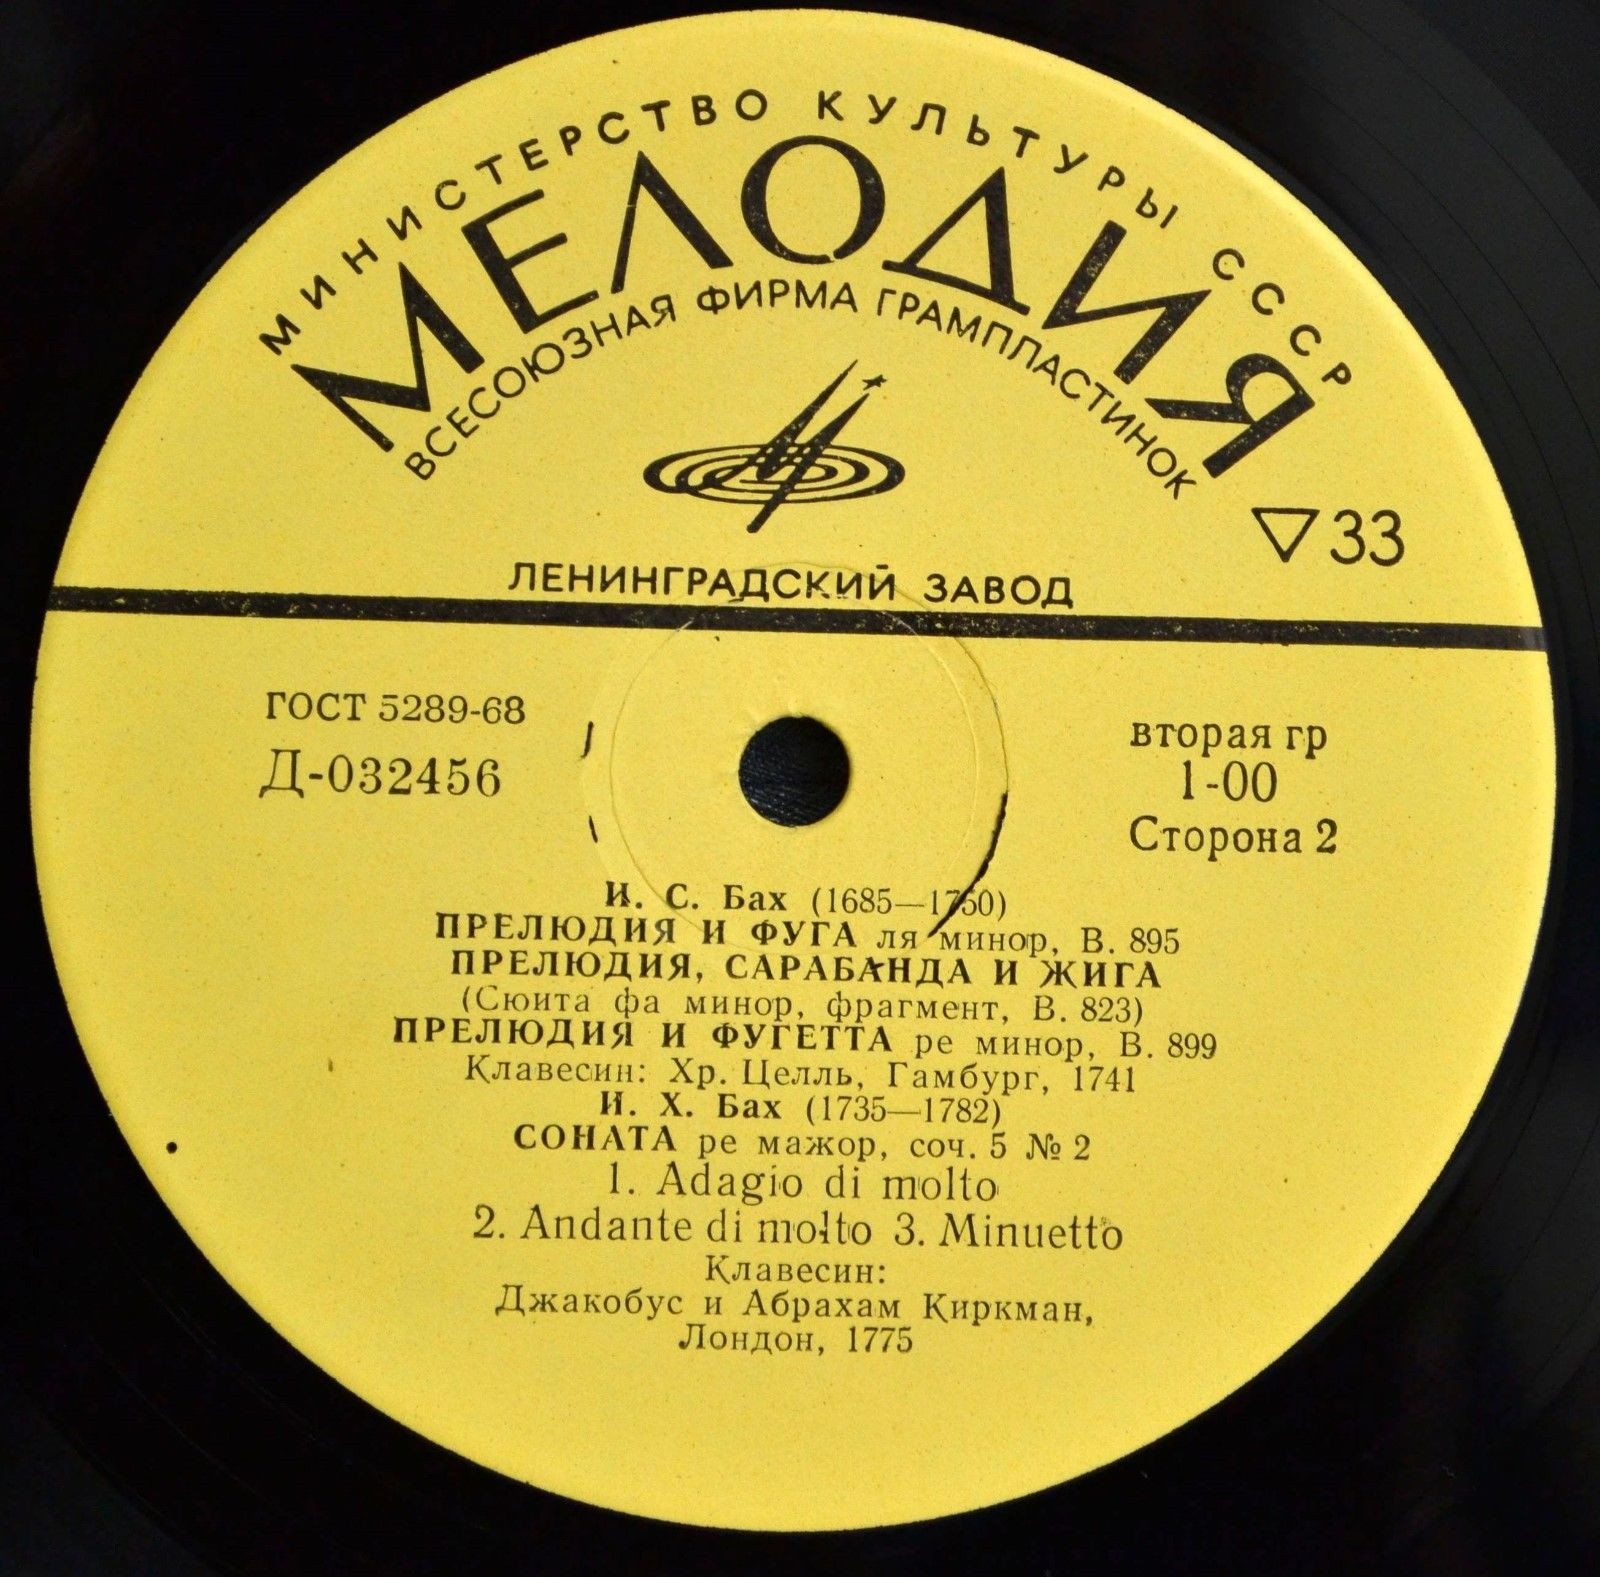 МИНИСТЕРСТВО КУЛЬТУРЫ СССР
МЕЛОДИЯ
ВСЕСОЮЗНАЯ ФИРМА ГРАМПЛАСТИНОК
▽33
ЛЕНИНГРАДСКИЙ ЗАВОД
ГОСТ 5289-68
Д-032456
вторая гр
1-00
Сторона 2
И. С. Бах (1685—1750)
ПРЕЛЮДИЯ И ФУГА ля минор, В. 895
ПРЕЛЮДИЯ, САРАБАНДА И ЖИГА
(Сюита фа минор, фрагмент, В. 823)
ПРЕЛЮДИЯ И ФУГЕТТА ре минор, В. 899
Клавесин: Хр. Целль, Гамбург, 1741
И. Х. Бах (1735—1782)
СОНАТА ре мажор, соч. 5 № 2
1. Adagio di molto
2. Andante di molto 3. Minuetto
Клавесин:
Джакобус и Абрахам Киркман,
Лондон, 1775